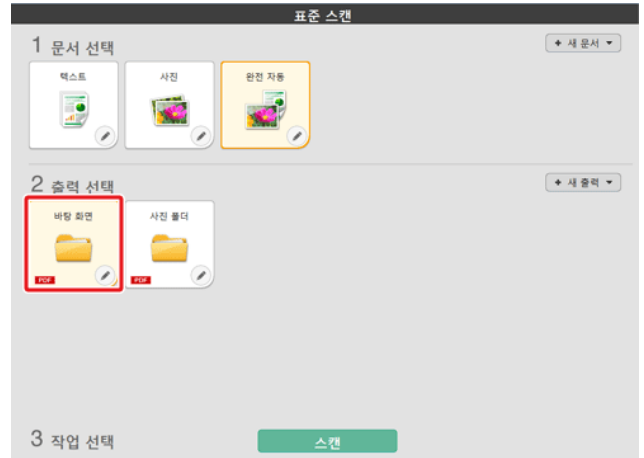 표준 스캔
1 문서 선택
+ 새 문서
텍스트
사진
완전 자동
2 출력 선택
+ 새 출력
바탕 화면
사진 폴더
PDF
PDF
3 작업 선택
스캔